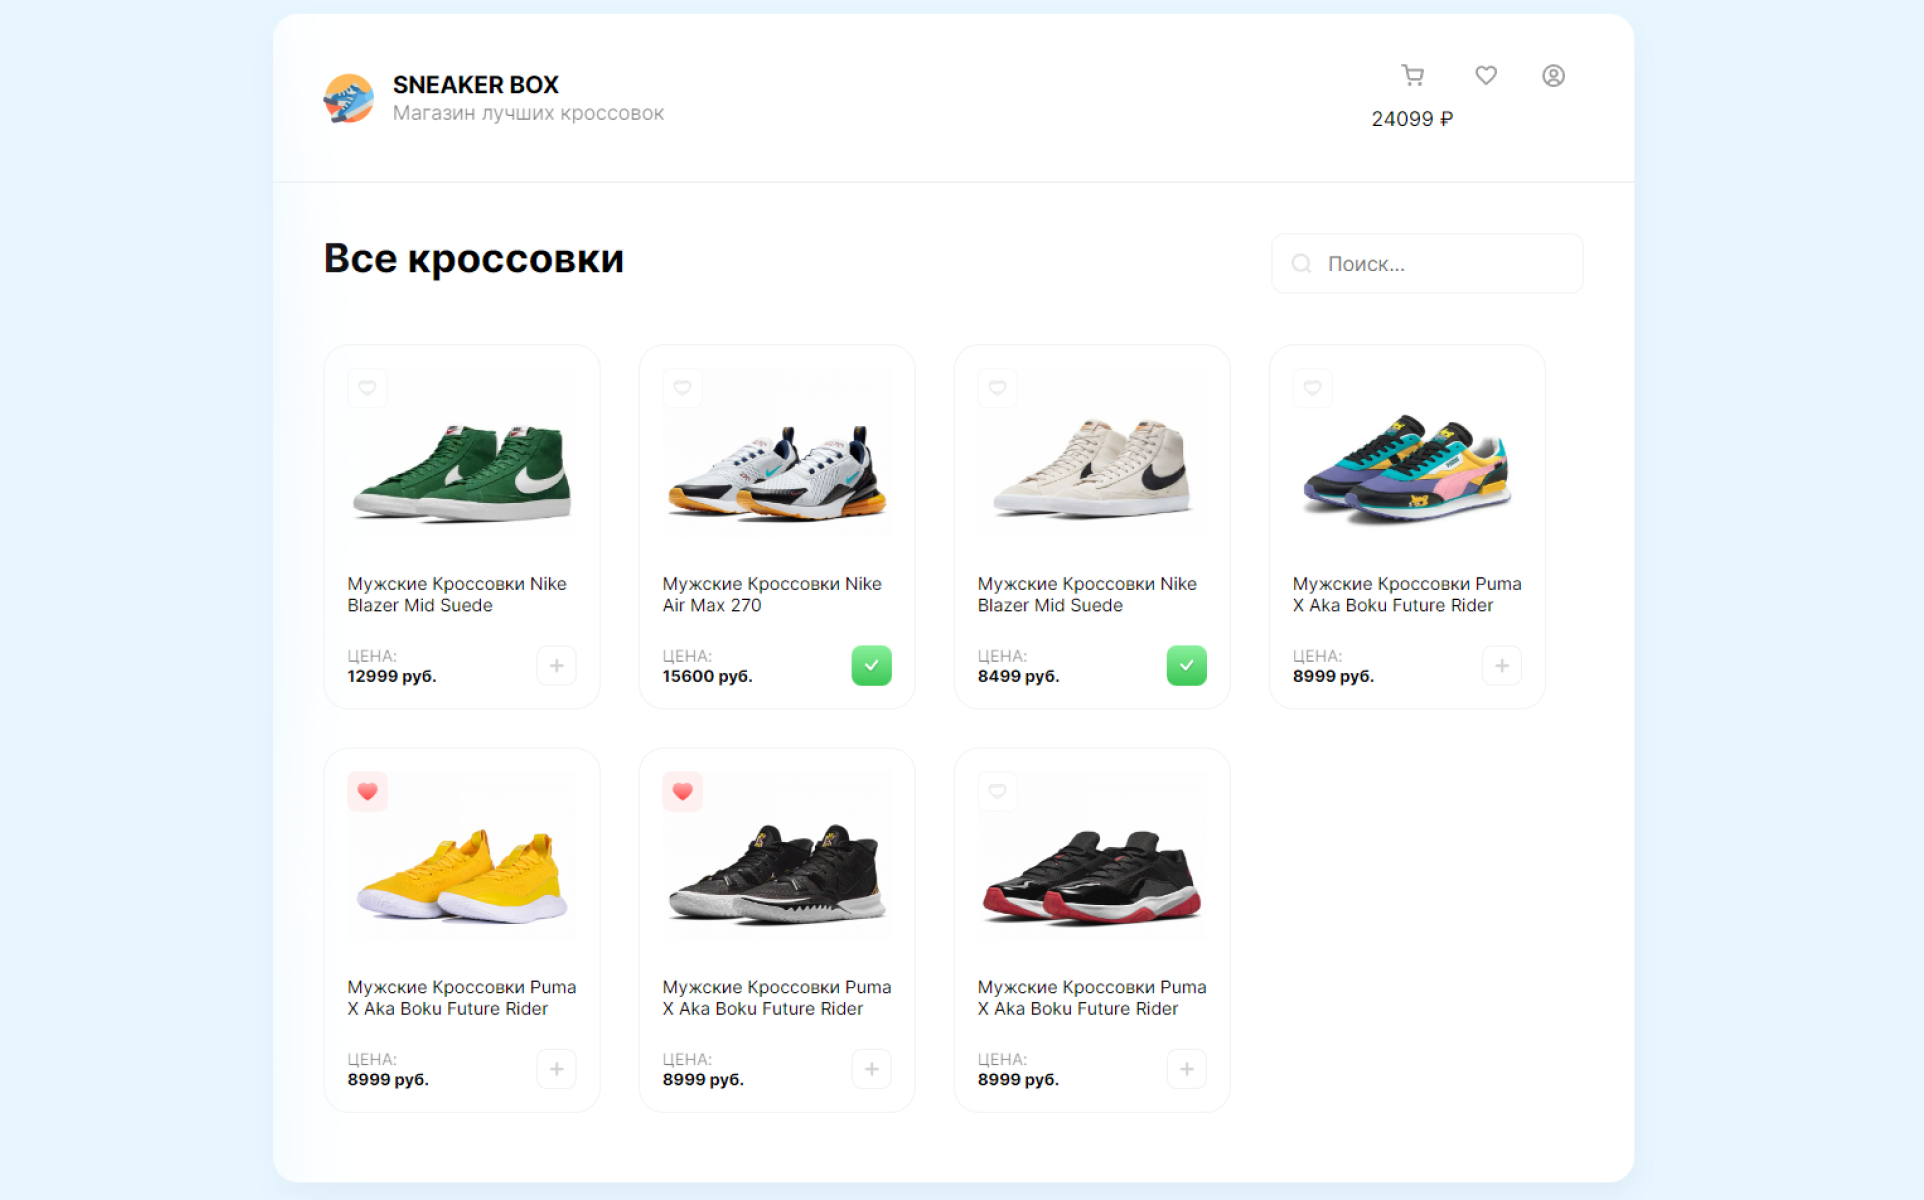 SNEAKER BOX
Магазин лучших кроссовок
24099 ₽
Все кроссовки
Поиск...
Мужские Кроссовки Nike
Blazer Mid Suede
ЦЕНА:
12999 руб.
Мужские Кроссовки Nike
Air Max 270
ЦЕНА:
15600 руб.
Мужские Кроссовки Nike
Blazer Mid Suede
ЦЕНА:
8499 руб.
Мужские Кроссовки Puma
X Aka Boku Future Rider
ЦЕНА:
8999 руб.
Мужские Кроссовки Puma
X Aka Boku Future Rider
ЦЕНА:
8999 руб.
Мужские Кроссовки Puma
X Aka Boku Future Rider
ЦЕНА:
8999 руб.
Мужские Кроссовки Puma
X Aka Boku Future Rider
ЦЕНА:
8999 руб.